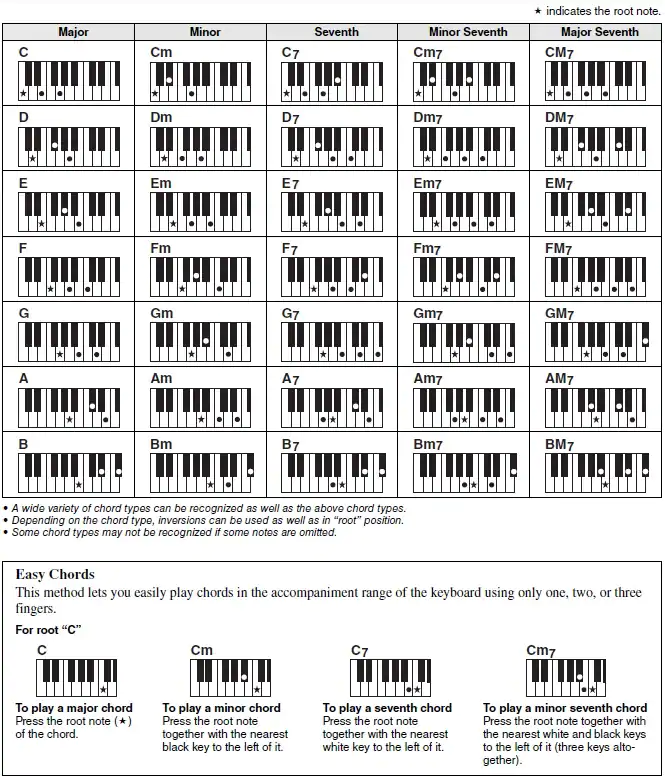 ★ indicates the root note.
Major Minor Seventh Minor Seventh Major Seventh
C Cm C7 Cm7 CM7
D Dm D7 Dm7 DM7
E Em E7 Em7 EM7
F Fm F7 Fm7 FM7
G Gm G7 Gm7 GM7
A Am A7 Am7 AM7
B Bm B7 Bm7 BM7
• A wide variety of chord types can be recognized as well as the above chord types.
• Depending on the chord type, inversions can be used as well as in “root” position.
• Some chord types may not be recognized if some notes are omitted.
Easy Chords
This method lets you easily play chords in the accompaniment range of the keyboard using only one, two, or three
fingers.
For root “C”
C
To play a major chord
Press the root note (★)
of the chord.
Cm
To play a minor chord
Press the root note
together with the nearest
black key to the left of it.
C7
To play a seventh chord
Press the root note
together with the nearest
white key to the left of it.
Cm7
To play a minor seventh chord
Press the root note together with
the nearest white and black keys
to the left of it (three keys alto-
gether).